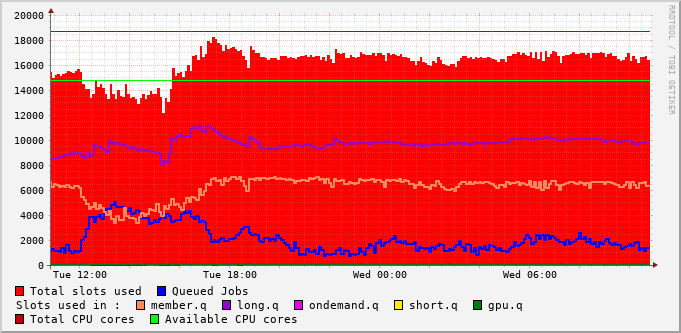 20000
18000
16000
14000
12000
10000
8000
6000
4000
2000
0
Tue 12:00 Tue 18:00 Wed 00:00 Wed 06:00
RRDTOOL / TOBI OETIKER
Total slots used Queued Jobs
Slots used in : member.q long.q ondemand.q short.q gpu.q
Total CPU cores Available CPU cores